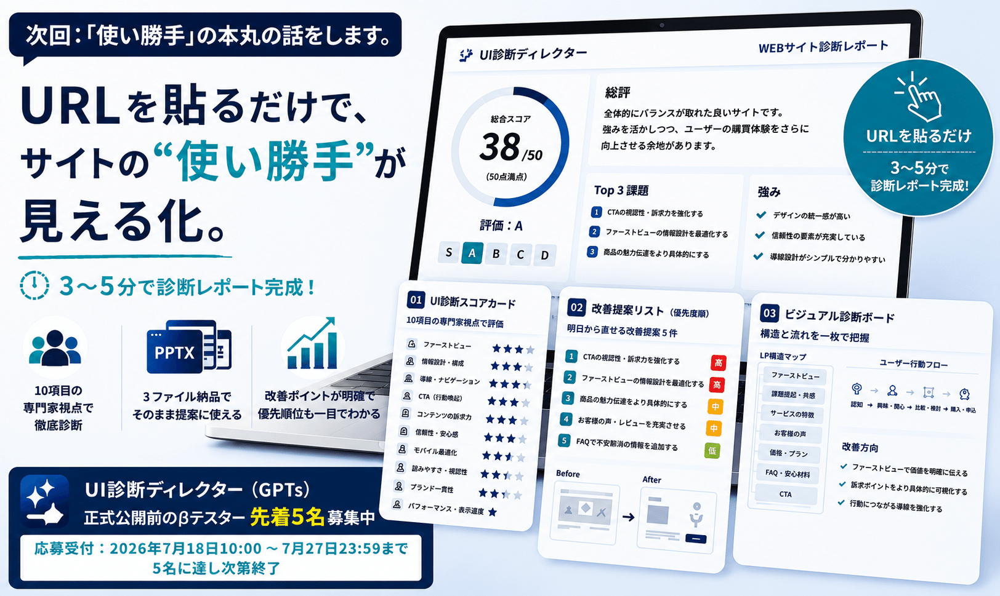 次回：「使い勝手」の本丸の話をします。
URLを貼るだけで、
サイトの“使い勝手”が
見える化。
3〜5分で診断レポート完成！
10項目の
専門家視点で
徹底診断
PPTX
3ファイル納品で
そのまま提案に使える
改善ポイントが明確で
優先順位も一目でわかる
UI診断ディレクター（GPTs）
正式公開前のβテスター 先着5名 募集中
応募受付：2026年7月18日10:00 〜 7月27日23:59まで
5名に達し次第終了
UI診断ディレクター
WEBサイト診断レポート
総合スコア
38/50
（50点満点）
評価：A
S A B C D
総評
全体的にバランスが取れた良いサイトです。
強みを活かしつつ、ユーザーの購買体験をさらに
向上させる余地があります。
Top 3 課題
1 CTAの視認性・訴求力を強化する
2 ファーストビューの情報設計を最適化する
3 商品の魅力伝達をより具体的にする
強み
デザインの統一感が高い
信頼性の要素が充実している
導線設計がシンプルで分かりやすい
URLを貼るだけ
3〜5分で
診断レポート完成！
01 UI診断スコアカード
10項目の専門家視点で評価
ファーストビュー
情報設計・構成
導線・ナビゲーション
CTA（行動喚起）
コンテンツの訴求力
信頼性・安心感
モバイル最適化
読みやすさ・視認性
ブランド一貫性
パフォーマンス・表示速度
02 改善提案リスト（優先度順）
明日から直せる改善提案5件
1 CTAの視認性・訴求力を強化する 高
2 ファーストビューの情報設計を最適化する 高
3 商品の魅力伝達をより具体的にする 中
4 お客様の声・レビューを充実させる 中
5 FAQで不安解消の情報を追加する 低
Before
After
03 ビジュアル診断ボード
構造と流れを一枚で把握
LP構造マップ
ファーストビュー
課題提起・共感
サービスの特徴
お客様の声
価格・プラン
FAQ・安心材料
CTA
ユーザー行動フロー
認知 → 興味・関心 → 比較・検討 → 購入・申込
改善方向
ファーストビューで価値を明確に伝える
訴求ポイントをより具体的に可視化する
行動につながる導線を強化する